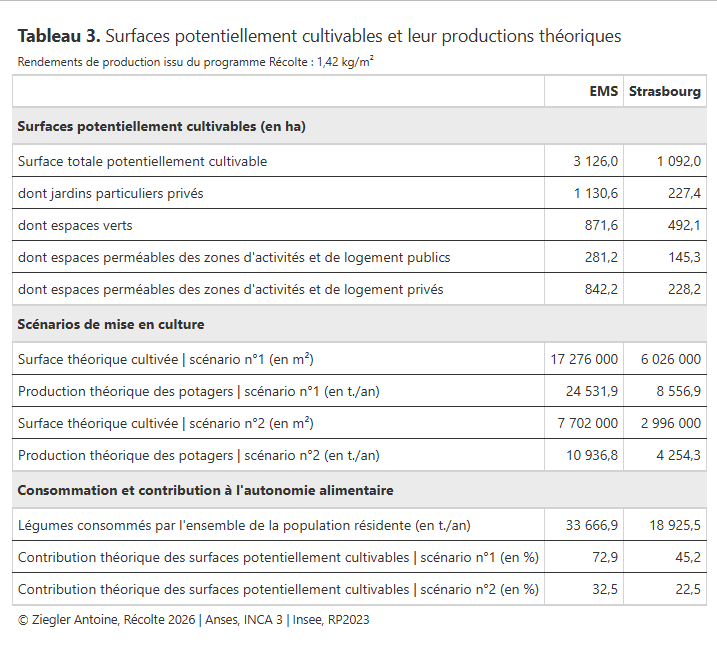 Tableau 3. Surfaces potentiellement cultivables et leur productions théoriques
Rendements de production issu du programme Récolte : 1,42 kg/m²
EMS Strasbourg
Surfaces potentiellement cultivables (en ha)
Surface totale potentiellement cultivable 3 126,0 1 092,0
dont jardins particuliers privés 1 130,6 227,4
dont espaces verts 871,6 492,1
dont espaces perméables des zones d'activités et de logement publics 281,2 145,3
dont espaces perméables des zones d'activités et de logement privés 842,2 228,2
Scénarios de mise en culture
Surface théorique cultivée | scénario n°1 (en m²) 17 276 000 6 026 000
Production théorique des potagers | scénario n°1 (en t./an) 24 531,9 8 556,9
Surface théorique cultivée | scénario n°2 (en m²) 7 702 000 2 996 000
Production théorique des potagers | scénario n°2 (en t./an) 10 936,8 4 254,3
Consommation et contribution à l'autonomie alimentaire
Légumes consommés par l'ensemble de la population résidente (en t./an) 33 666,9 18 925,5
Contribution théorique des surfaces potentiellement cultivables | scénario n°1 (en %) 72,9 45,2
Contribution théorique des surfaces potentiellement cultivables | scénario n°2 (en %) 32,5 22,5
© Ziegler Antoine, Récolte 2026 | Anses, INCA 3 | Insee, RP2023